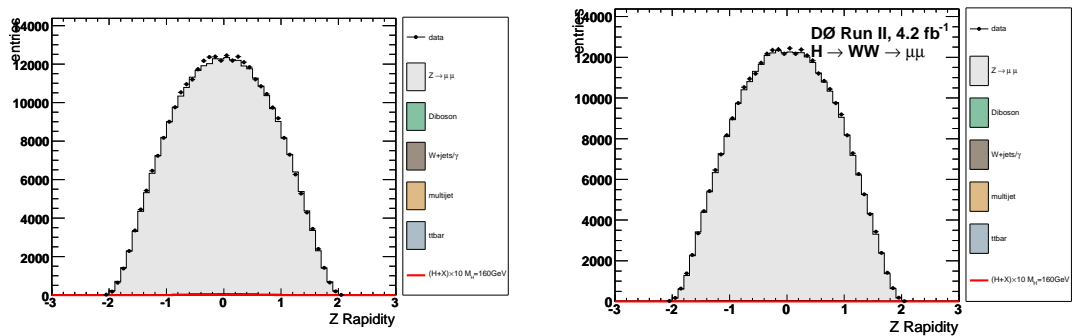 entries
14000
12000
10000
8000
6000
4000
2000
0
-3 -2 -1 0 1 2 3
Z Rapidity
data
Z→μμ
Diboson
W+jets/γ
multijet
ttbar
(H+X)×10 M_H=160GeV
entries
14000
12000
10000
8000
6000
4000
2000
0
-3 -2 -1 0 1 2 3
Z Rapidity
DØ Run II, 4.2 fb⁻¹
H → WW → μμ
data
Z→μμ
Diboson
W+jets/γ
multijet
ttbar
(H+X)×10 M_H=160GeV